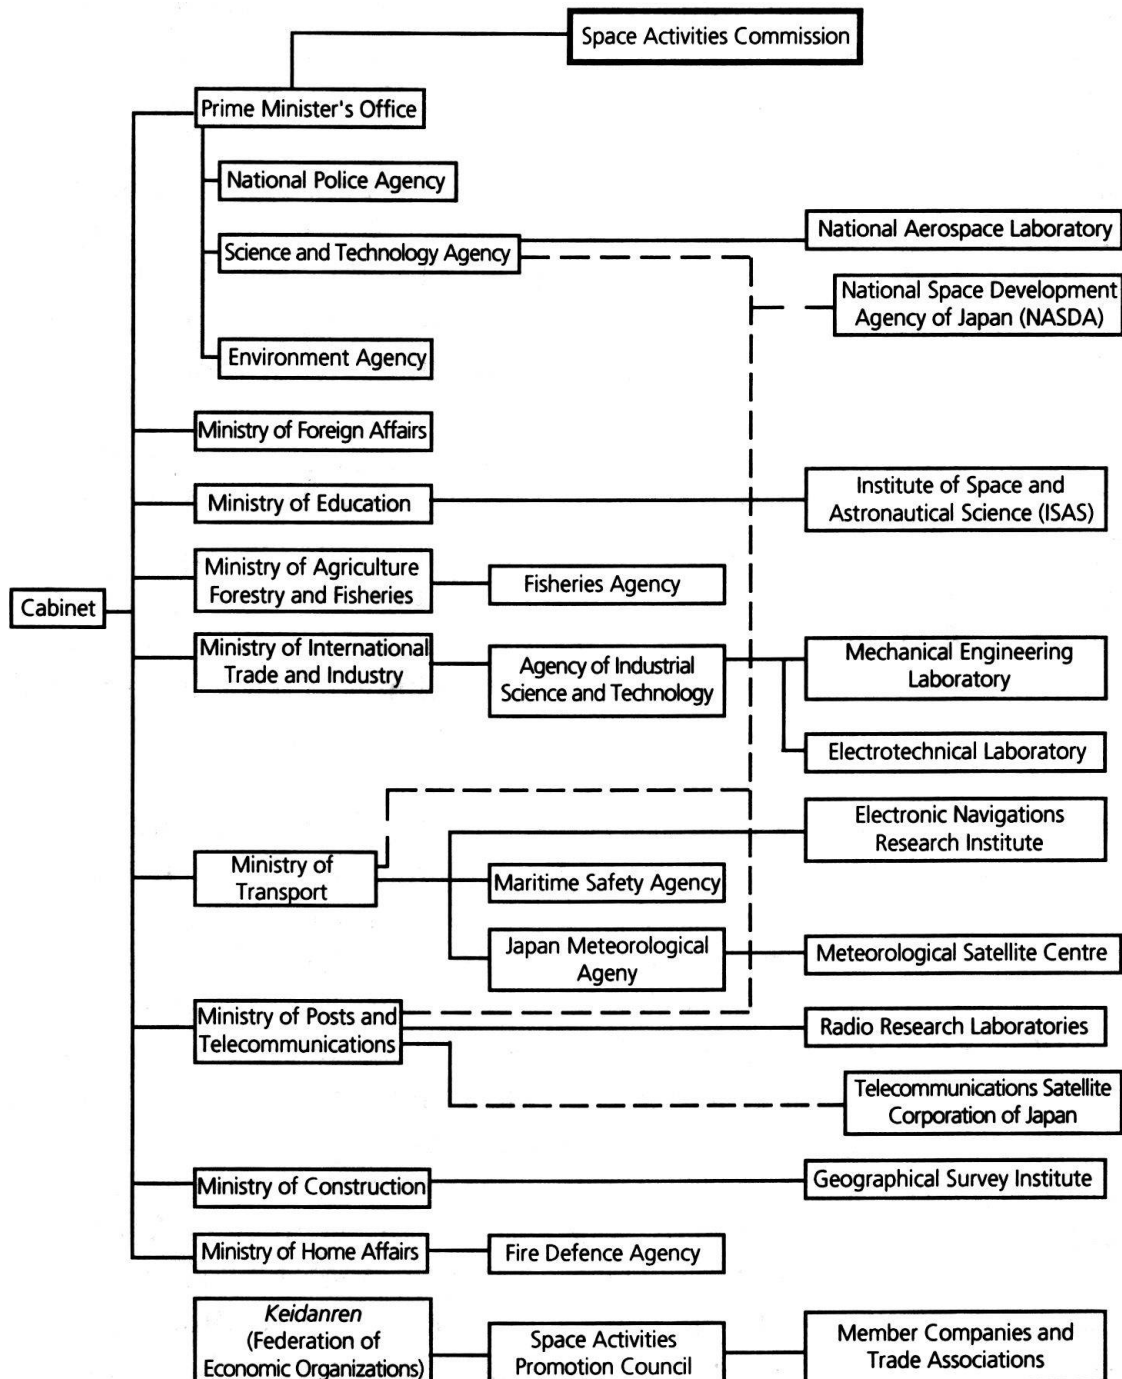 Space Activities Commission
Prime Minister's Office
National Police Agency
Science and Technology Agency
National Aerospace Laboratory
National Space Development
Agency of Japan (NASDA)
Environment Agency
Ministry of Foreign Affairs
Ministry of Education
Institute of Space and
Astronautical Science (ISAS)
Cabinet
Ministry of Agriculture
Forestry and Fisheries
Fisheries Agency
Ministry of International
Trade and Industry
Agency of Industrial
Science and Technology
Mechanical Engineering
Laboratory
Electrotechnical Laboratory
Electronic Navigations
Research Institute
Ministry of
Transport
Maritime Safety Agency
Japan Meteorological
Ageny
Meteorological Satellite Centre
Ministry of Posts and
Telecommunications
Radio Research Laboratories
Telecommunications Satellite
Corporation of Japan
Ministry of Construction
Geographical Survey Institute
Ministry of Home Affairs
Fire Defence Agency
Keidanren
(Federation of
Economic Organizations)
Space Activities
Promotion Council
Member Companies and
Trade Associations